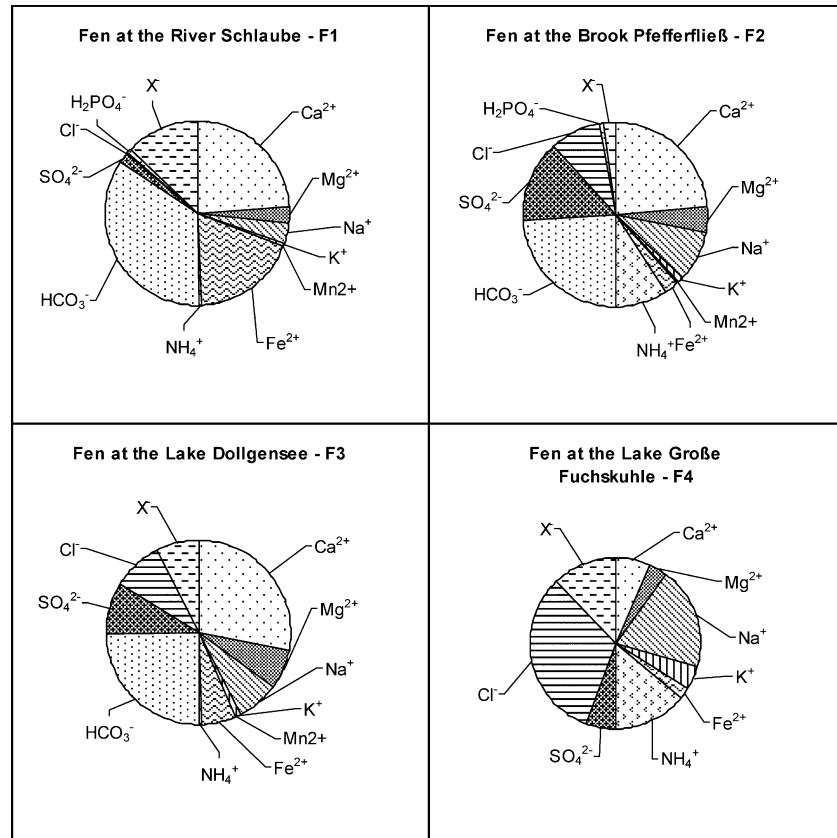 Fen at the River Schlaube - F1
X⁻
H₂PO₄⁻
Cl⁻
SO₄²⁻
HCO₃⁻
NH₄⁺
Fe²⁺
Mn2+
K⁺
Na⁺
Mg²⁺
Ca²⁺
Fen at the Brook Pfefferfließ - F2
X⁻
H₂PO₄⁻
Cl⁻
SO₄²⁻
HCO₃⁻
NH₄⁺Fe²⁺
Mn2+
K⁺
Na⁺
Mg²⁺
Ca²⁺
Fen at the Lake Dollgensee - F3
X⁻
Cl⁻
SO₄²⁻
HCO₃⁻
NH₄⁺
Fe²⁺
Mn2+
K⁺
Na⁺
Mg²⁺
Ca²⁺
Fen at the Lake Große
Fuchskuhle - F4
X⁻
Cl⁻
SO₄²⁻
NH₄⁺
Fe²⁺
K⁺
Na⁺
Mg²⁺
Ca²⁺